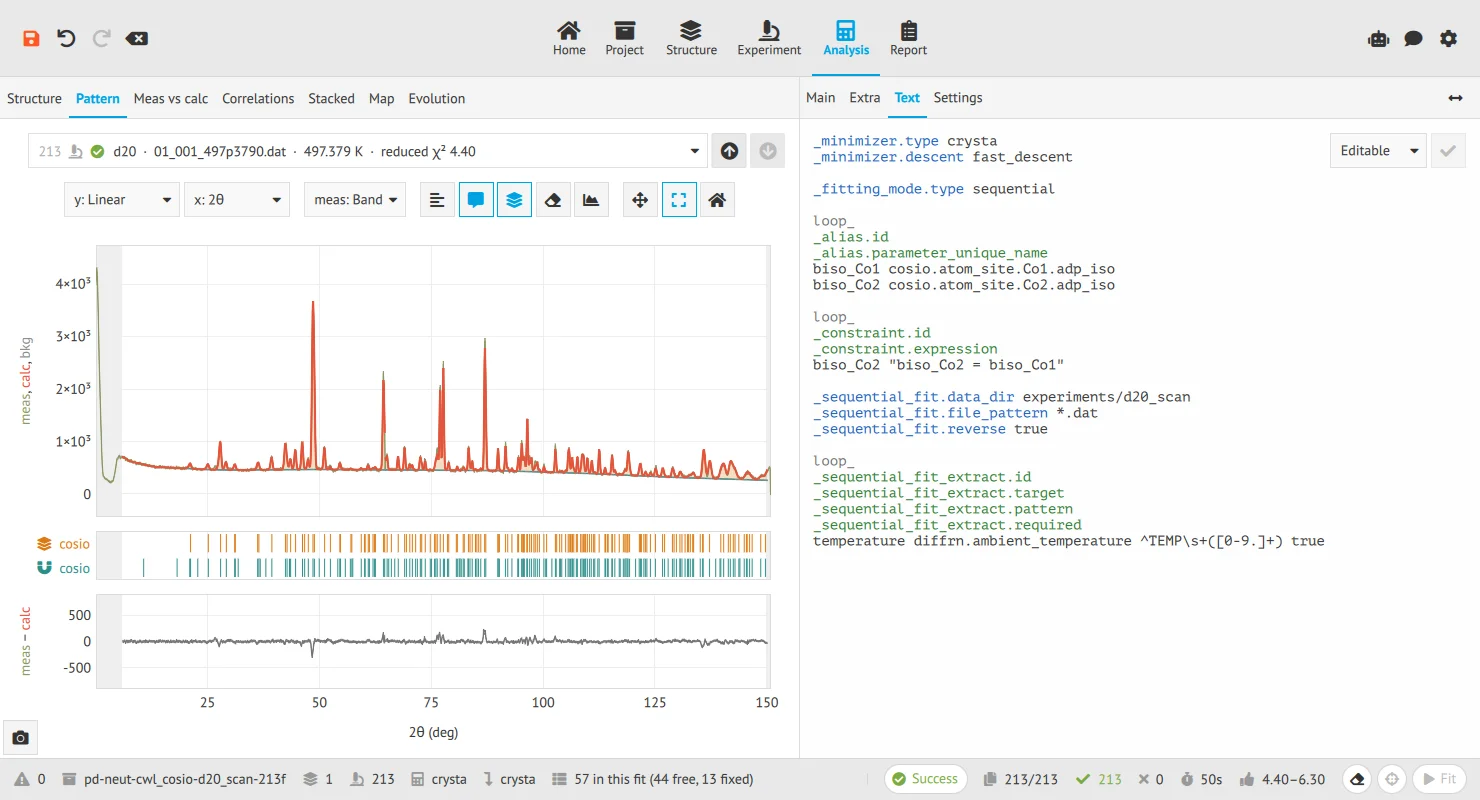 Home Project Structure Experiment Analysis Report
Structure Pattern Meas vs calc Correlations Stacked Map Evolution
Main Extra Text Settings
213 d20 · 01_001_497p3790.dat · 497.379 K · reduced χ² 4.40
y: Linear x: 2θ meas: Band
4×10³
3×10³
2×10³
1×10³
0
meas, calc, bkg
cosio
cosio
500
0
-500
meas − calc
25 50 75 100 125 150
2θ (deg)
Editable
_minimizer.type crysta
_minimizer.descent fast_descent
_fitting_mode.type sequential
loop_
_alias.id
_alias.parameter_unique_name
biso_Co1 cosio.atom_site.Co1.adp_iso
biso_Co2 cosio.atom_site.Co2.adp_iso
loop_
_constraint.id
_constraint.expression
biso_Co2 "biso_Co2 = biso_Co1"
_sequential_fit.data_dir experiments/d20_scan
_sequential_fit.file_pattern *.dat
_sequential_fit.reverse true
loop_
_sequential_fit_extract.id
_sequential_fit_extract.target
_sequential_fit_extract.pattern
_sequential_fit_extract.required
temperature diffrn.ambient_temperature ^TEMP\s+([0-9.]+) true
0 pd-neut-cwl_cosio-d20_scan-213f 1 213 crysta crysta 57 in this fit (44 free, 13 fixed) Success 213/213 213 0 50s 4.40–6.30 Fit